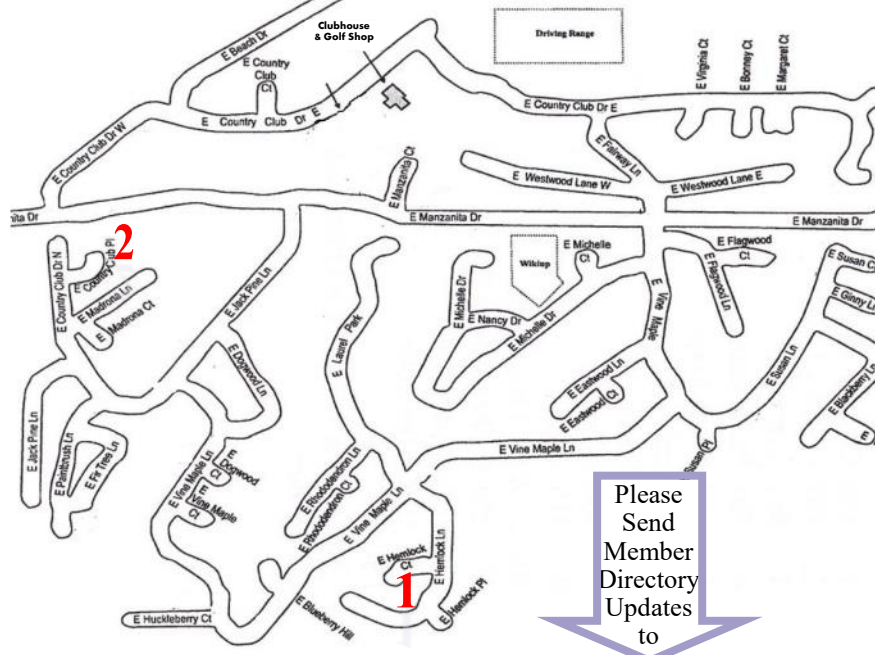 Clubhouse
& Golf Shop
Driving Range
E Beach Dr
E Country
Club
Ct
E Virginia Ct
E Bonney Ct
E Margaret Ct
E Country Club Dr E
E Country Club Dr E
E Country Club Dr W
E Fairway Ln
E Manzanita Ct
E Westwood Lane W
E Westwood Lane E
nita Dr
E Manzanita Dr
E Manzanita Dr
2
E Country Club Dr N
E Country Club Pl
E Madrona Ln
E Madrona Ct
E Jack Pine Ln
E Laurel Park
E Michelle Dr
Wikiup
E Michelle
Ct
E Nancy Dr
E Michelle Dr
E Vine Maple
E Flagwood
Ct
E Flagwood Ln
E Susan C
E Ginny L
E Susan Ln
E Blackberry Ln
E
E Dogwood Ln
E Eastwood Ln
E Eastwood Ct
E Jack Pine Ln
E Paintbrush Ln
E Fir Tree Ln
E Vine Maple Ln
E
Dogwood
Ct
E
Vine Maple
Ct
E Rhododendron Ln
E Rhododendron Ct
E Vine Maple Ln
E Vine Maple Ln
Susan Pl
E Hemlock
Ct
E Hemlock Ln
1
E Hemlock Pl
E Huckleberry Ct
E Blueberry Hill
Please
Send
Member
Directory
Updates
to